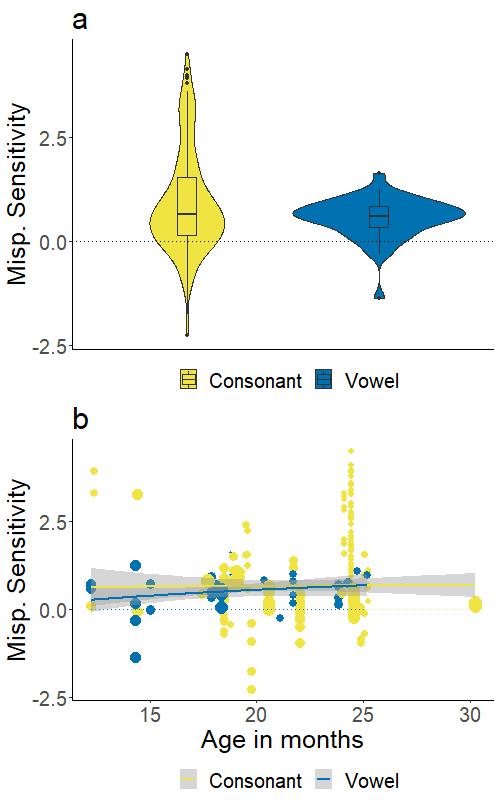 a
Misp. Sensitivity
2.5
0.0
-2.5
Consonant Vowel
b
Misp. Sensitivity
2.5
0.0
-2.5
15 20 25 30
Age in months
Consonant Vowel